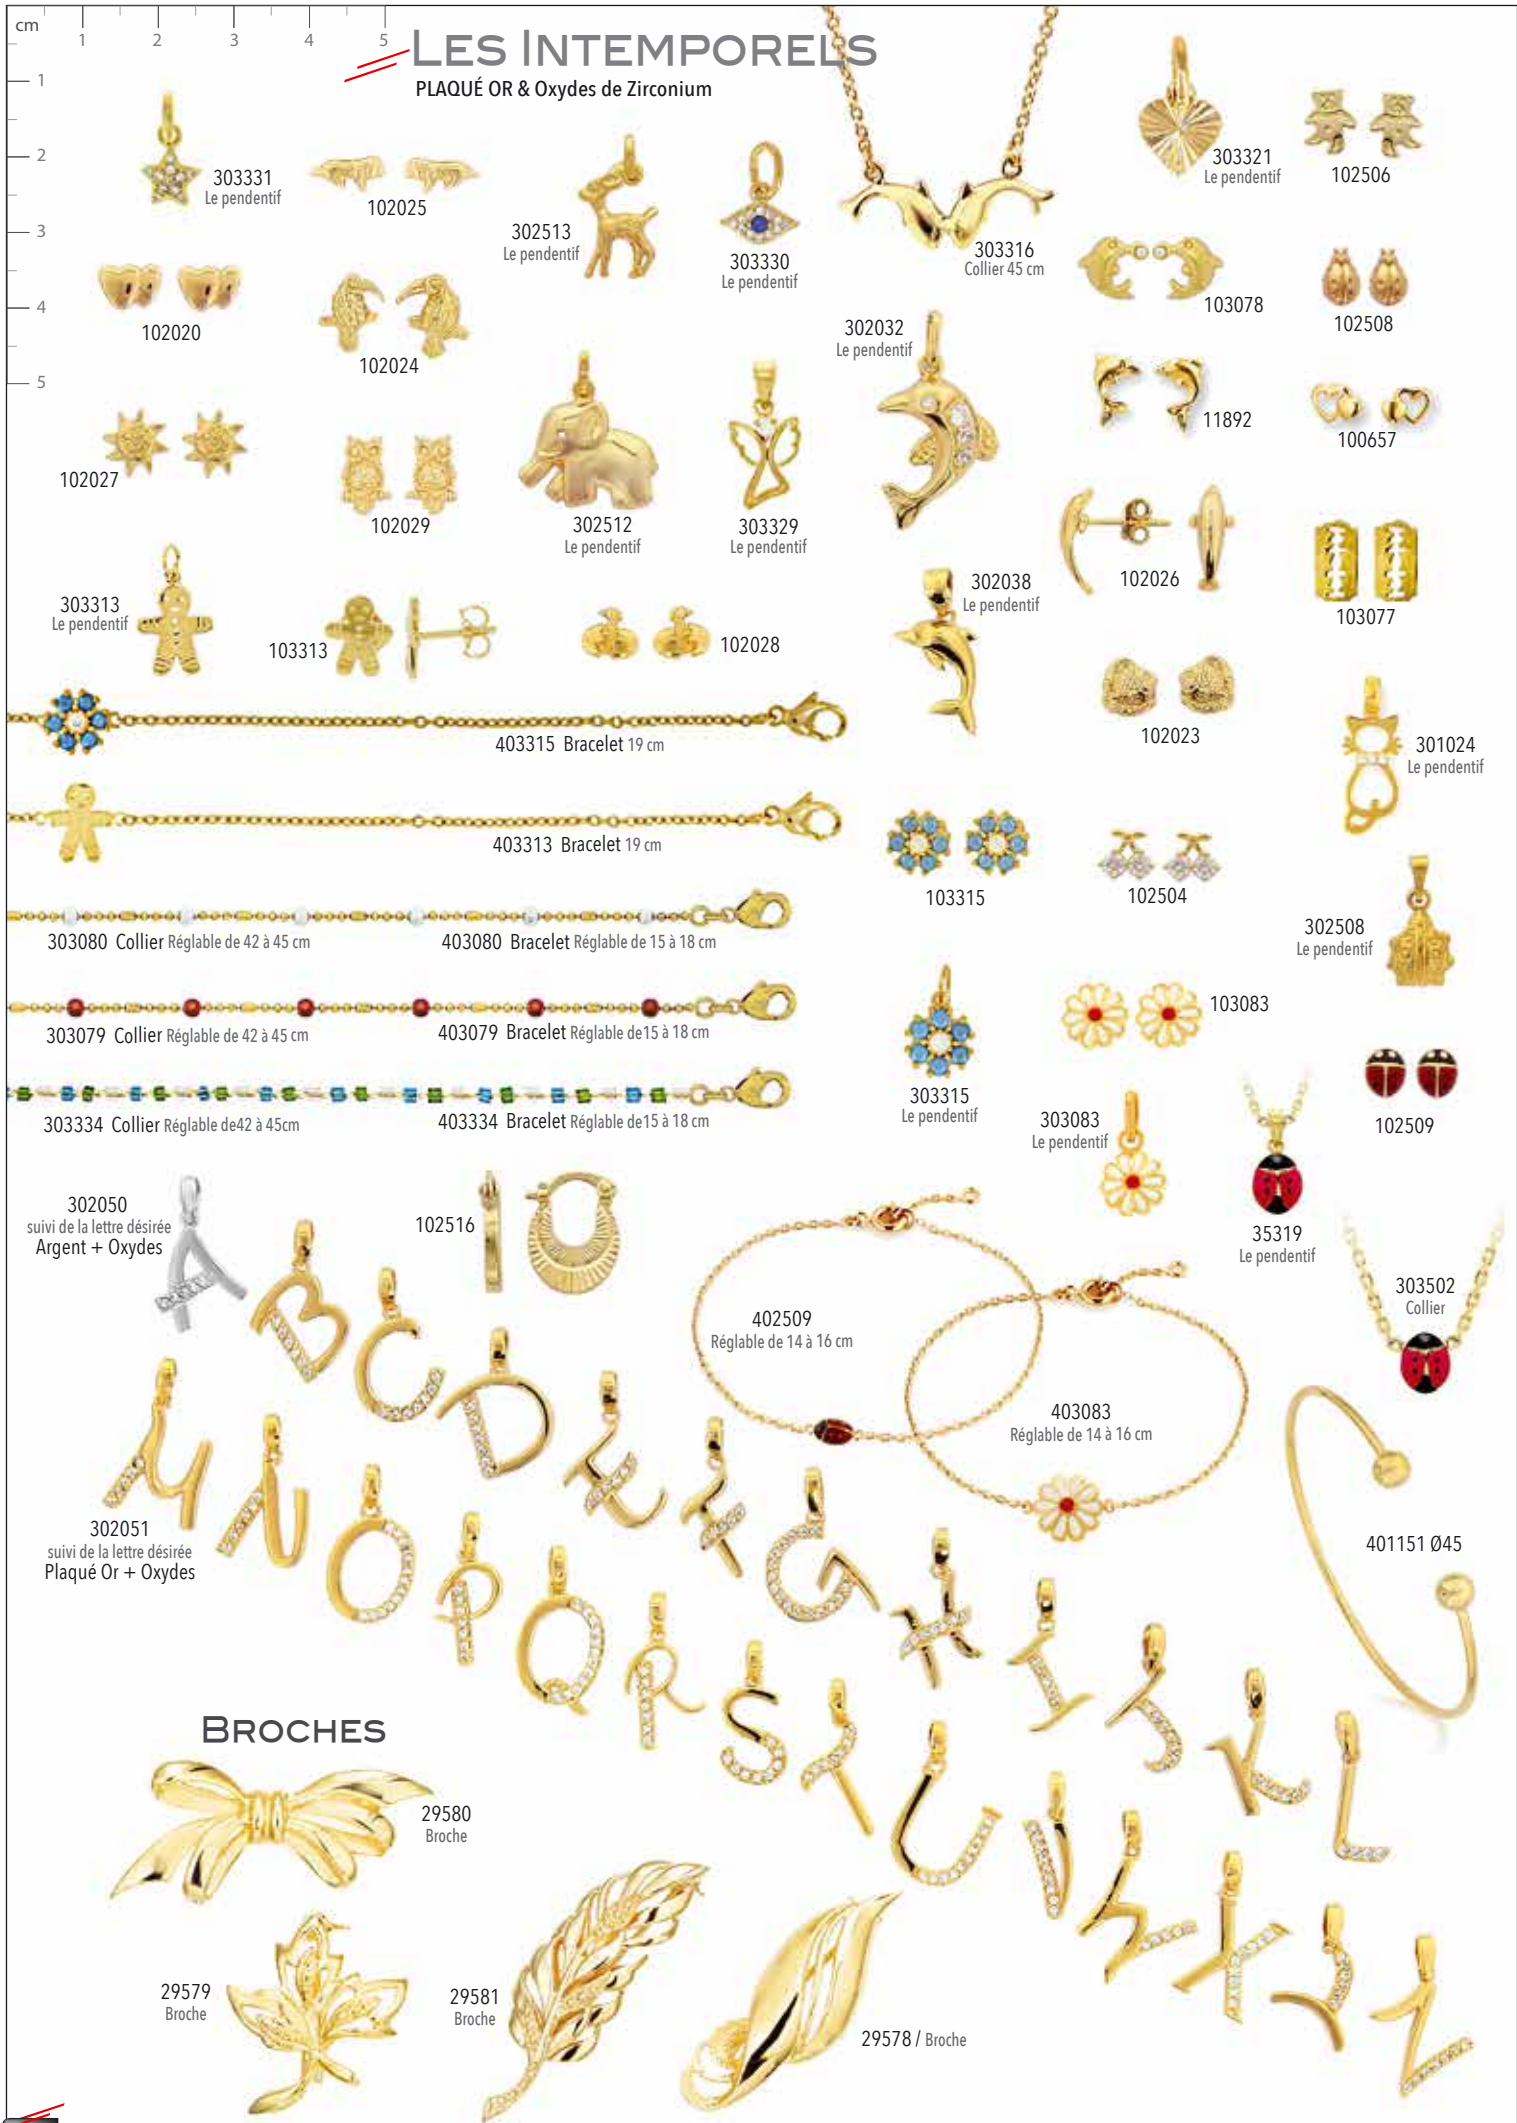 cm
1 2 3 4 5
1
2
3
4
5
LES INTEMPORELS
PLAQUÉ OR & Oxydes de Zirconium
303331
Le pendentif
102025
302513
Le pendentif
303330
Le pendentif
303316
Collier 45 cm
303321
Le pendentif
102506
102020
102024
302032
Le pendentif
103078
102508
102027
102029
302512
Le pendentif
303329
Le pendentif
11892
100657
303313
Le pendentif
103313
102028
302038
Le pendentif
102026
103077
102023
403315 Bracelet 19 cm
301024
Le pendentif
403313 Bracelet 19 cm
103315
102504
303080 Collier Réglable de 42 à 45 cm
403080 Bracelet Réglable de 15 à 18 cm
302508
Le pendentif
303079 Collier Réglable de 42 à 45 cm
403079 Bracelet Réglable de15 à 18 cm
103083
303315
Le pendentif
303334 Collier Réglable de42 à 45cm
403334 Bracelet Réglable de15 à 18 cm
303083
Le pendentif
102509
302050
suivi de la lettre désirée
Argent + Oxydes
102516
35319
Le pendentif
303502
Collier
402509
Réglable de 14 à 16 cm
403083
Réglable de 14 à 16 cm
A B C D E F G H I J K L
302051
suivi de la lettre désirée
Plaqué Or + Oxydes
401151 Ø45
M N O P Q R S T U V W X Y Z
BROCHES
29580
Broche
29579
Broche
29581
Broche
29578 / Broche